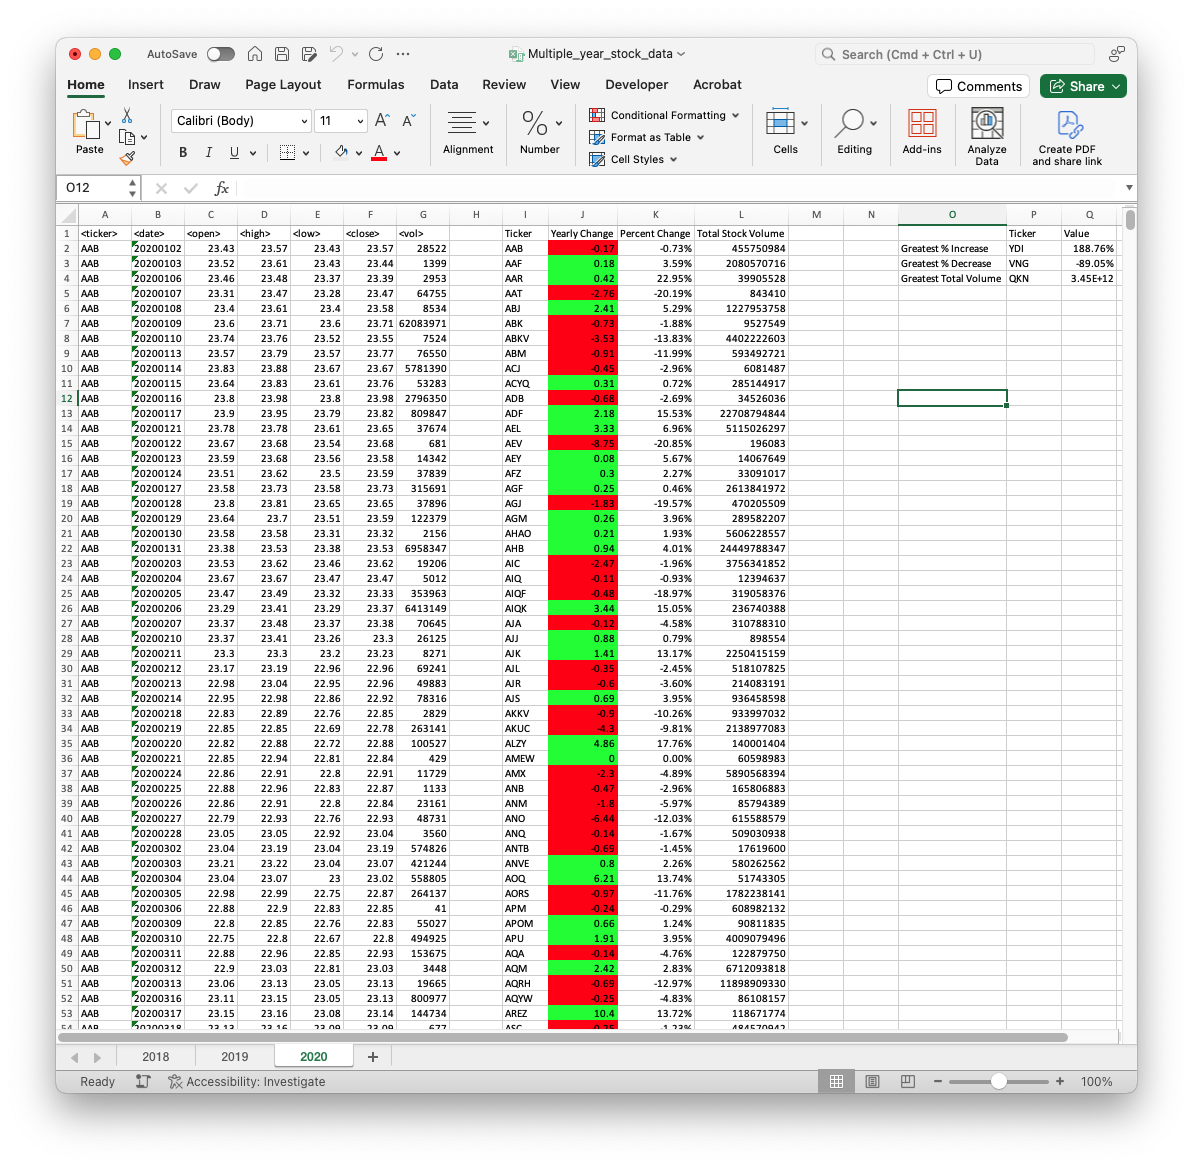 AutoSave Multiple_year_stock_data Search (Cmd + Ctrl + U)
Home Insert Draw Page Layout Formulas Data Review View Developer Acrobat Comments Share
Calibri (Body) 11 A^ A˅ % Conditional Formatting
Format as Table
Paste B I U A Alignment Number Cell Styles Cells Editing Add-ins Analyze Data Create PDF and share link
O12 fx
A B C D E F G H I J K L M N O P Q
1 <ticker> <date> <open> <high> <low> <close> <vol> Ticker Yearly Change Percent Change Total Stock Volume Ticker Value
2 AAB 20200102 23.43 23.57 23.43 23.57 28522 AAB -0.17 -0.73% 455750984 Greatest % Increase YDI 188.76%
3 AAB 20200103 23.52 23.61 23.43 23.44 1399 AAF 0.18 3.59% 2080570716 Greatest % Decrease VNG -89.05%
4 AAB 20200106 23.46 23.48 23.37 23.39 2953 AAR 0.42 22.95% 39905528 Greatest Total Volume QKN 3.45E+12
5 AAB 20200107 23.31 23.47 23.28 23.47 64755 AAT -2.76 -20.19% 843410
6 AAB 20200108 23.4 23.61 23.4 23.58 8534 ABJ 2.41 5.29% 1227953758
7 AAB 20200109 23.6 23.71 23.6 23.71 62083971 ABK -0.73 -1.88% 9527549
8 AAB 20200110 23.74 23.76 23.52 23.55 7524 ABKV -3.53 -13.83% 4402222603
9 AAB 20200113 23.57 23.79 23.57 23.77 76550 ABM -0.91 -11.99% 593492721
10 AAB 20200114 23.83 23.88 23.67 23.67 5781390 ACJ -0.45 -2.96% 6081487
11 AAB 20200115 23.64 23.83 23.61 23.76 53283 ACYQ 0.31 0.72% 285144917
12 AAB 20200116 23.8 23.98 23.8 23.98 2796350 ADB -0.68 -2.69% 34526036
13 AAB 20200117 23.9 23.95 23.79 23.82 809847 ADF 2.18 15.53% 22708794844
14 AAB 20200121 23.78 23.78 23.61 23.65 37674 AEL 3.33 6.96% 5115026297
15 AAB 20200122 23.67 23.68 23.54 23.68 681 AEV -8.75 -20.85% 196083
16 AAB 20200123 23.59 23.68 23.56 23.58 14342 AEY 0.08 5.67% 14067649
17 AAB 20200124 23.51 23.62 23.5 23.59 37839 AFZ 0.3 2.27% 33091017
18 AAB 20200127 23.58 23.73 23.58 23.73 315691 AGF 0.25 0.46% 2613841972
19 AAB 20200128 23.8 23.81 23.65 23.65 37896 AGJ -1.83 -19.57% 470205509
20 AAB 20200129 23.64 23.7 23.51 23.59 122379 AGM 0.26 3.96% 289582207
21 AAB 20200130 23.58 23.58 23.31 23.32 2156 AHAO 0.21 1.93% 5606228557
22 AAB 20200131 23.38 23.53 23.38 23.53 6958347 AHB 0.94 4.01% 24449788347
23 AAB 20200203 23.53 23.62 23.46 23.62 19206 AIC -2.47 -1.96% 3756341852
24 AAB 20200204 23.67 23.67 23.47 23.47 5012 AIQ -0.11 -0.93% 12394637
25 AAB 20200205 23.47 23.49 23.32 23.33 353963 AIQF -0.48 -18.97% 319058376
26 AAB 20200206 23.29 23.41 23.29 23.37 6413149 AIQK 3.44 15.05% 236740388
27 AAB 20200207 23.37 23.48 23.37 23.38 70645 AJA -0.12 -4.58% 310788310
28 AAB 20200210 23.37 23.41 23.26 23.3 26125 AJJ 0.88 0.79% 898554
29 AAB 20200211 23.3 23.3 23.2 23.23 8271 AJK 1.41 13.17% 2250415159
30 AAB 20200212 23.17 23.19 22.96 22.96 69241 AJL -0.35 -2.45% 518107825
31 AAB 20200213 22.98 23.04 22.95 22.96 49883 AJR -0.6 -3.60% 214083191
32 AAB 20200214 22.95 22.98 22.86 22.92 78316 AJS 0.69 3.95% 936458598
33 AAB 20200218 22.83 22.89 22.76 22.85 2829 AKKV -0.9 -10.26% 933997032
34 AAB 20200219 22.85 22.85 22.69 22.78 263141 AKUC -4.3 -9.81% 2138977083
35 AAB 20200220 22.82 22.88 22.72 22.88 100527 ALZY 4.86 17.76% 140001404
36 AAB 20200221 22.85 22.94 22.81 22.84 429 AMEW 0 0.00% 60598983
37 AAB 20200224 22.86 22.91 22.8 22.91 11729 AMX -2.3 -4.89% 5890568394
38 AAB 20200225 22.88 22.96 22.83 22.87 1133 ANB -0.47 -2.96% 165806883
39 AAB 20200226 22.86 22.91 22.8 22.84 23161 ANM -1.8 -5.97% 85794389
40 AAB 20200227 22.79 22.93 22.76 22.93 48731 ANO -6.44 -12.03% 615588579
41 AAB 20200228 23.05 23.05 22.92 23.04 3560 ANQ -0.14 -1.67% 509030938
42 AAB 20200302 23.04 23.19 23.04 23.19 574826 ANTB -0.69 -1.45% 17619600
43 AAB 20200303 23.21 23.22 23.04 23.07 421244 ANVE 0.8 2.26% 580262562
44 AAB 20200304 23.04 23.07 23 23.02 558805 AOQ 6.21 13.74% 51743305
45 AAB 20200305 22.98 22.99 22.75 22.87 264137 AORS -0.97 -11.76% 1782238141
46 AAB 20200306 22.88 22.9 22.83 22.85 41 APM -0.24 -0.29% 608982132
47 AAB 20200309 22.8 22.85 22.76 22.83 55027 APOM 0.66 1.24% 90811835
48 AAB 20200310 22.75 22.8 22.67 22.8 494925 APU 1.91 3.95% 4009079496
49 AAB 20200311 22.88 22.96 22.85 22.93 153675 AQA -0.14 -4.76% 122879750
50 AAB 20200312 22.9 23.03 22.81 23.03 3448 AQM 2.42 2.83% 6712093818
51 AAB 20200313 23.06 23.13 23.05 23.13 19665 AQRH -0.69 -12.97% 11898909330
52 AAB 20200316 23.11 23.15 23.05 23.13 800977 AQYW -0.25 -4.83% 86108157
53 AAB 20200317 23.15 23.16 23.08 23.14 144734 AREZ 10.4 13.72% 118671774
54 AAB 20200318 23.13 23.16 23.09 23.09 677 ASC
2018 2019 2020 +
Ready Accessibility: Investigate 100%